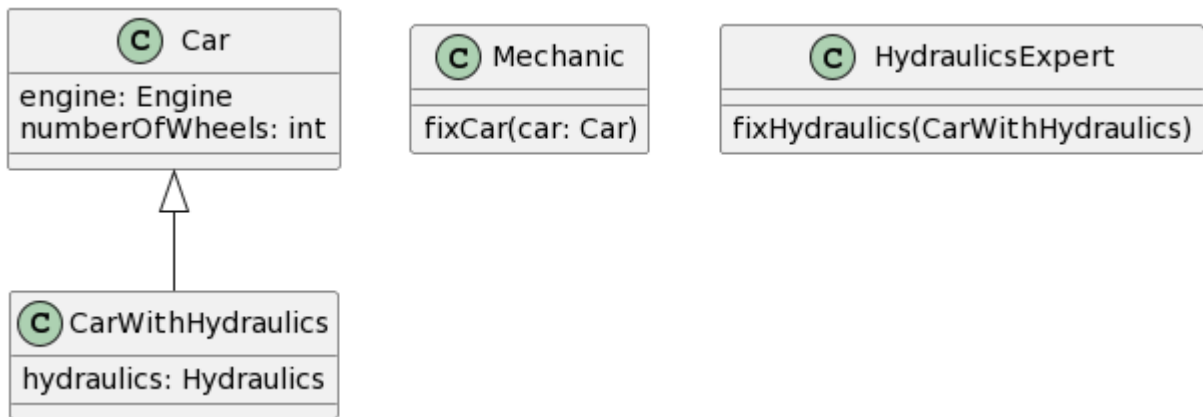 C Car
engine: Engine
numberOfWheels: int
C Mechanic
fixCar(car: Car)
C HydraulicsExpert
fixHydraulics(CarWithHydraulics)
C CarWithHydraulics
hydraulics: Hydraulics